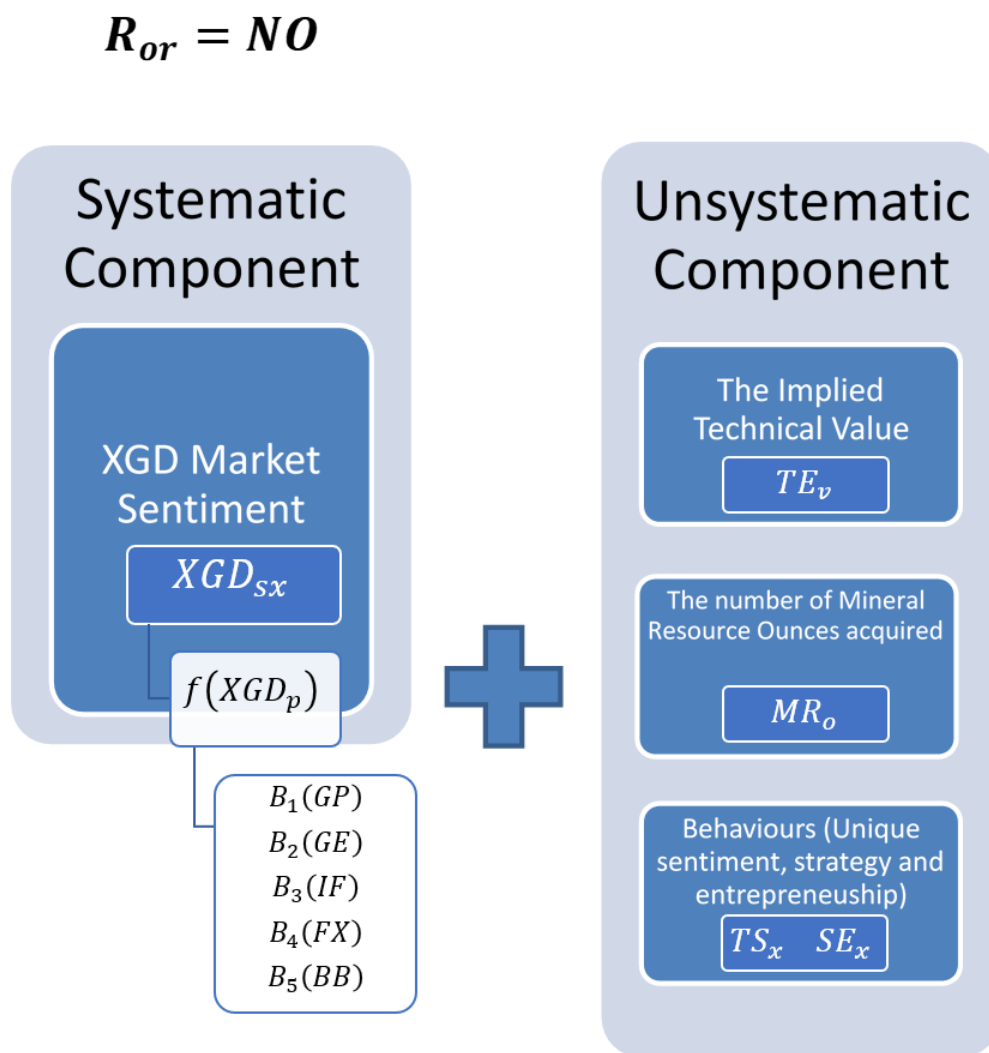 R_or = NO
Systematic
Component
XGD Market
Sentiment
XGD_sx
f(XGD_p)
B_1(GP)
B_2(GE)
B_3(IF)
B_4(FX)
B_5(BB)
Unsystematic
Component
The Implied
Technical Value
TE_v
The number of Mineral
Resource Ounces acquired
MR_o
Behaviours (Unique
sentiment, strategy and
entrepeneuship)
TS_x SE_x